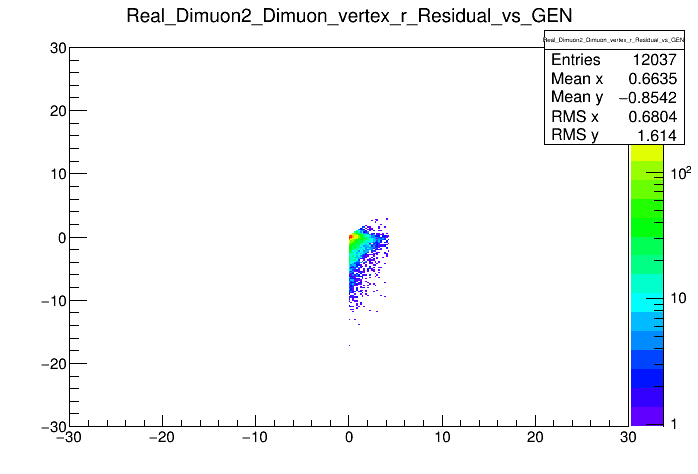 Real_Dimuon2_Dimuon_vertex_r_Residual_vs_GEN
Real_Dimuon2_Dimuon_vertex_r_Residual_vs_GEN
Entries 12037
Mean x 0.6635
Mean y −0.8542
RMS x 0.6804
RMS y 1.614
30
20
10
0
−10
−20
−30
−30 −20 −10 0 10 20 30
10²
10
1